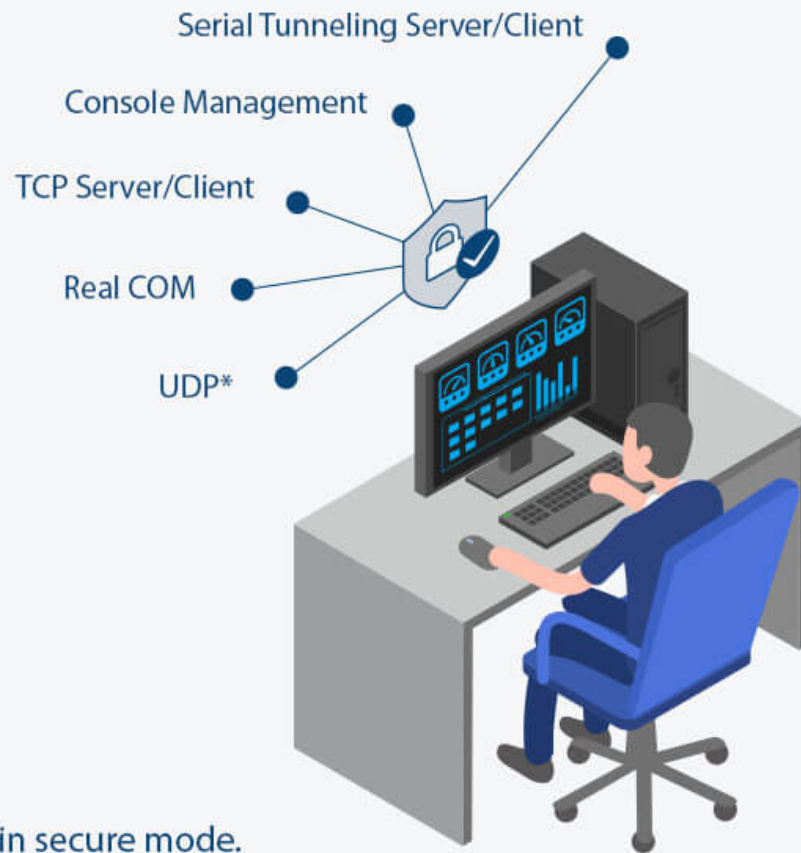 Serial Tunneling Server/Client
Console Management
TCP Server/Client
Real COM
UDP*
in secure mode.